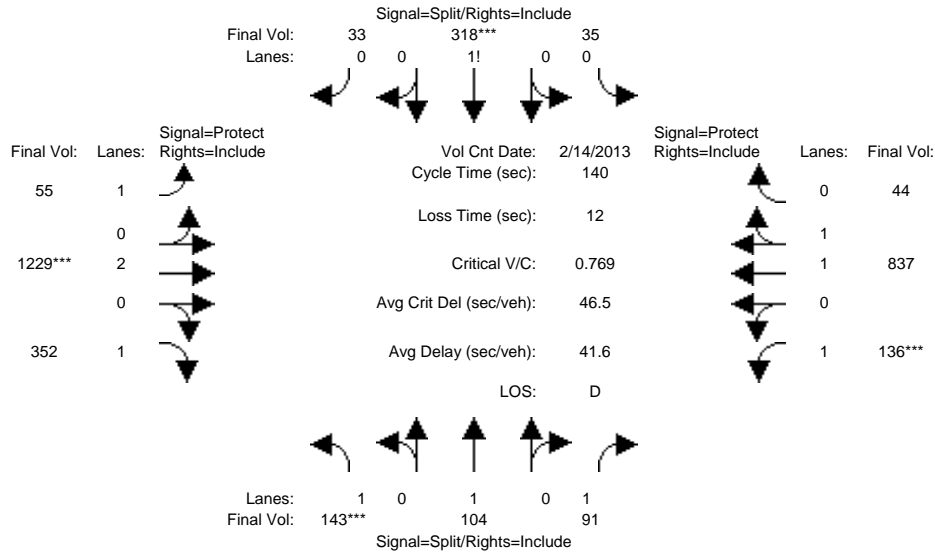 Signal=Split/Rights=Include
Final Vol: 33 318*** 35
Lanes: 0 0 1! 0 0
Signal=Protect Signal=Protect
Final Vol: Lanes: Rights=Include Vol Cnt Date: 2/14/2013 Rights=Include Lanes: Final Vol:
Cycle Time (sec): 140
55 1 0 44
Loss Time (sec): 12
0 1
1229*** 2 Critical V/C: 0.769 1 837
0 Avg Crit Del (sec/veh): 46.5 0
352 1 Avg Delay (sec/veh): 41.6 1 136***
LOS: D
Lanes: 1 0 1 0 1
Final Vol: 143*** 104 91
Signal=Split/Rights=Include